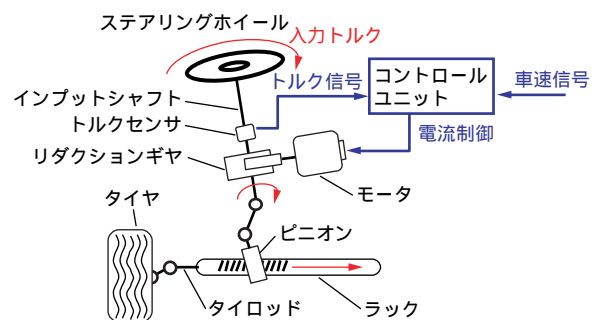 ステアリングホイール
入力トルク
トルク信号
コントロール
ユニット
車速信号
インプットシャフト
トルクセンサ
電流制御
リダクションギヤ
モータ
タイヤ
ピニオン
タイロッド
ラック